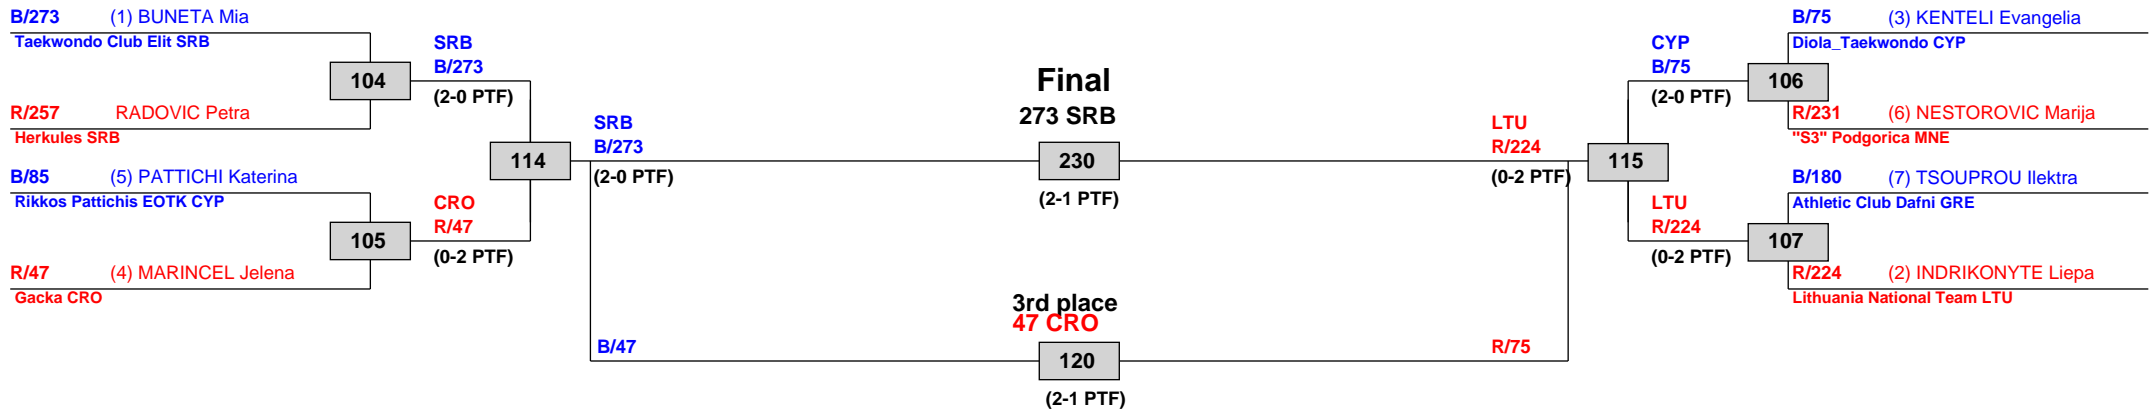 B/273 (1) BUNETA Mia
Taekwondo Club Elit SRB
R/257 RADOVIC Petra
Herkules SRB
B/85 (5) PATTICHI Katerina
Rikkos Pattichis EOTK CYP
R/47 (4) MARINCEL Jelena
Gacka CRO
104
SRB
B/273
(2-0 PTF)
105
CRO
R/47
(0-2 PTF)
114
SRB
B/273
(2-0 PTF)
Final
273 SRB
230
(2-1 PTF)
3rd place
47 CRO
B/47
120
R/75
(2-1 PTF)
LTU
R/224
(0-2 PTF)
115
CYP
B/75
(2-0 PTF)
106
LTU
R/224
(0-2 PTF)
107
B/75 (3) KENTELI Evangelia
Diola_Taekwondo CYP
R/231 (6) NESTOROVIC Marija
"S3" Podgorica MNE
B/180 (7) TSOUPROU Ilektra
Athletic Club Dafni GRE
R/224 (2) INDRIKONYTE Liepa
Lithuania National Team LTU